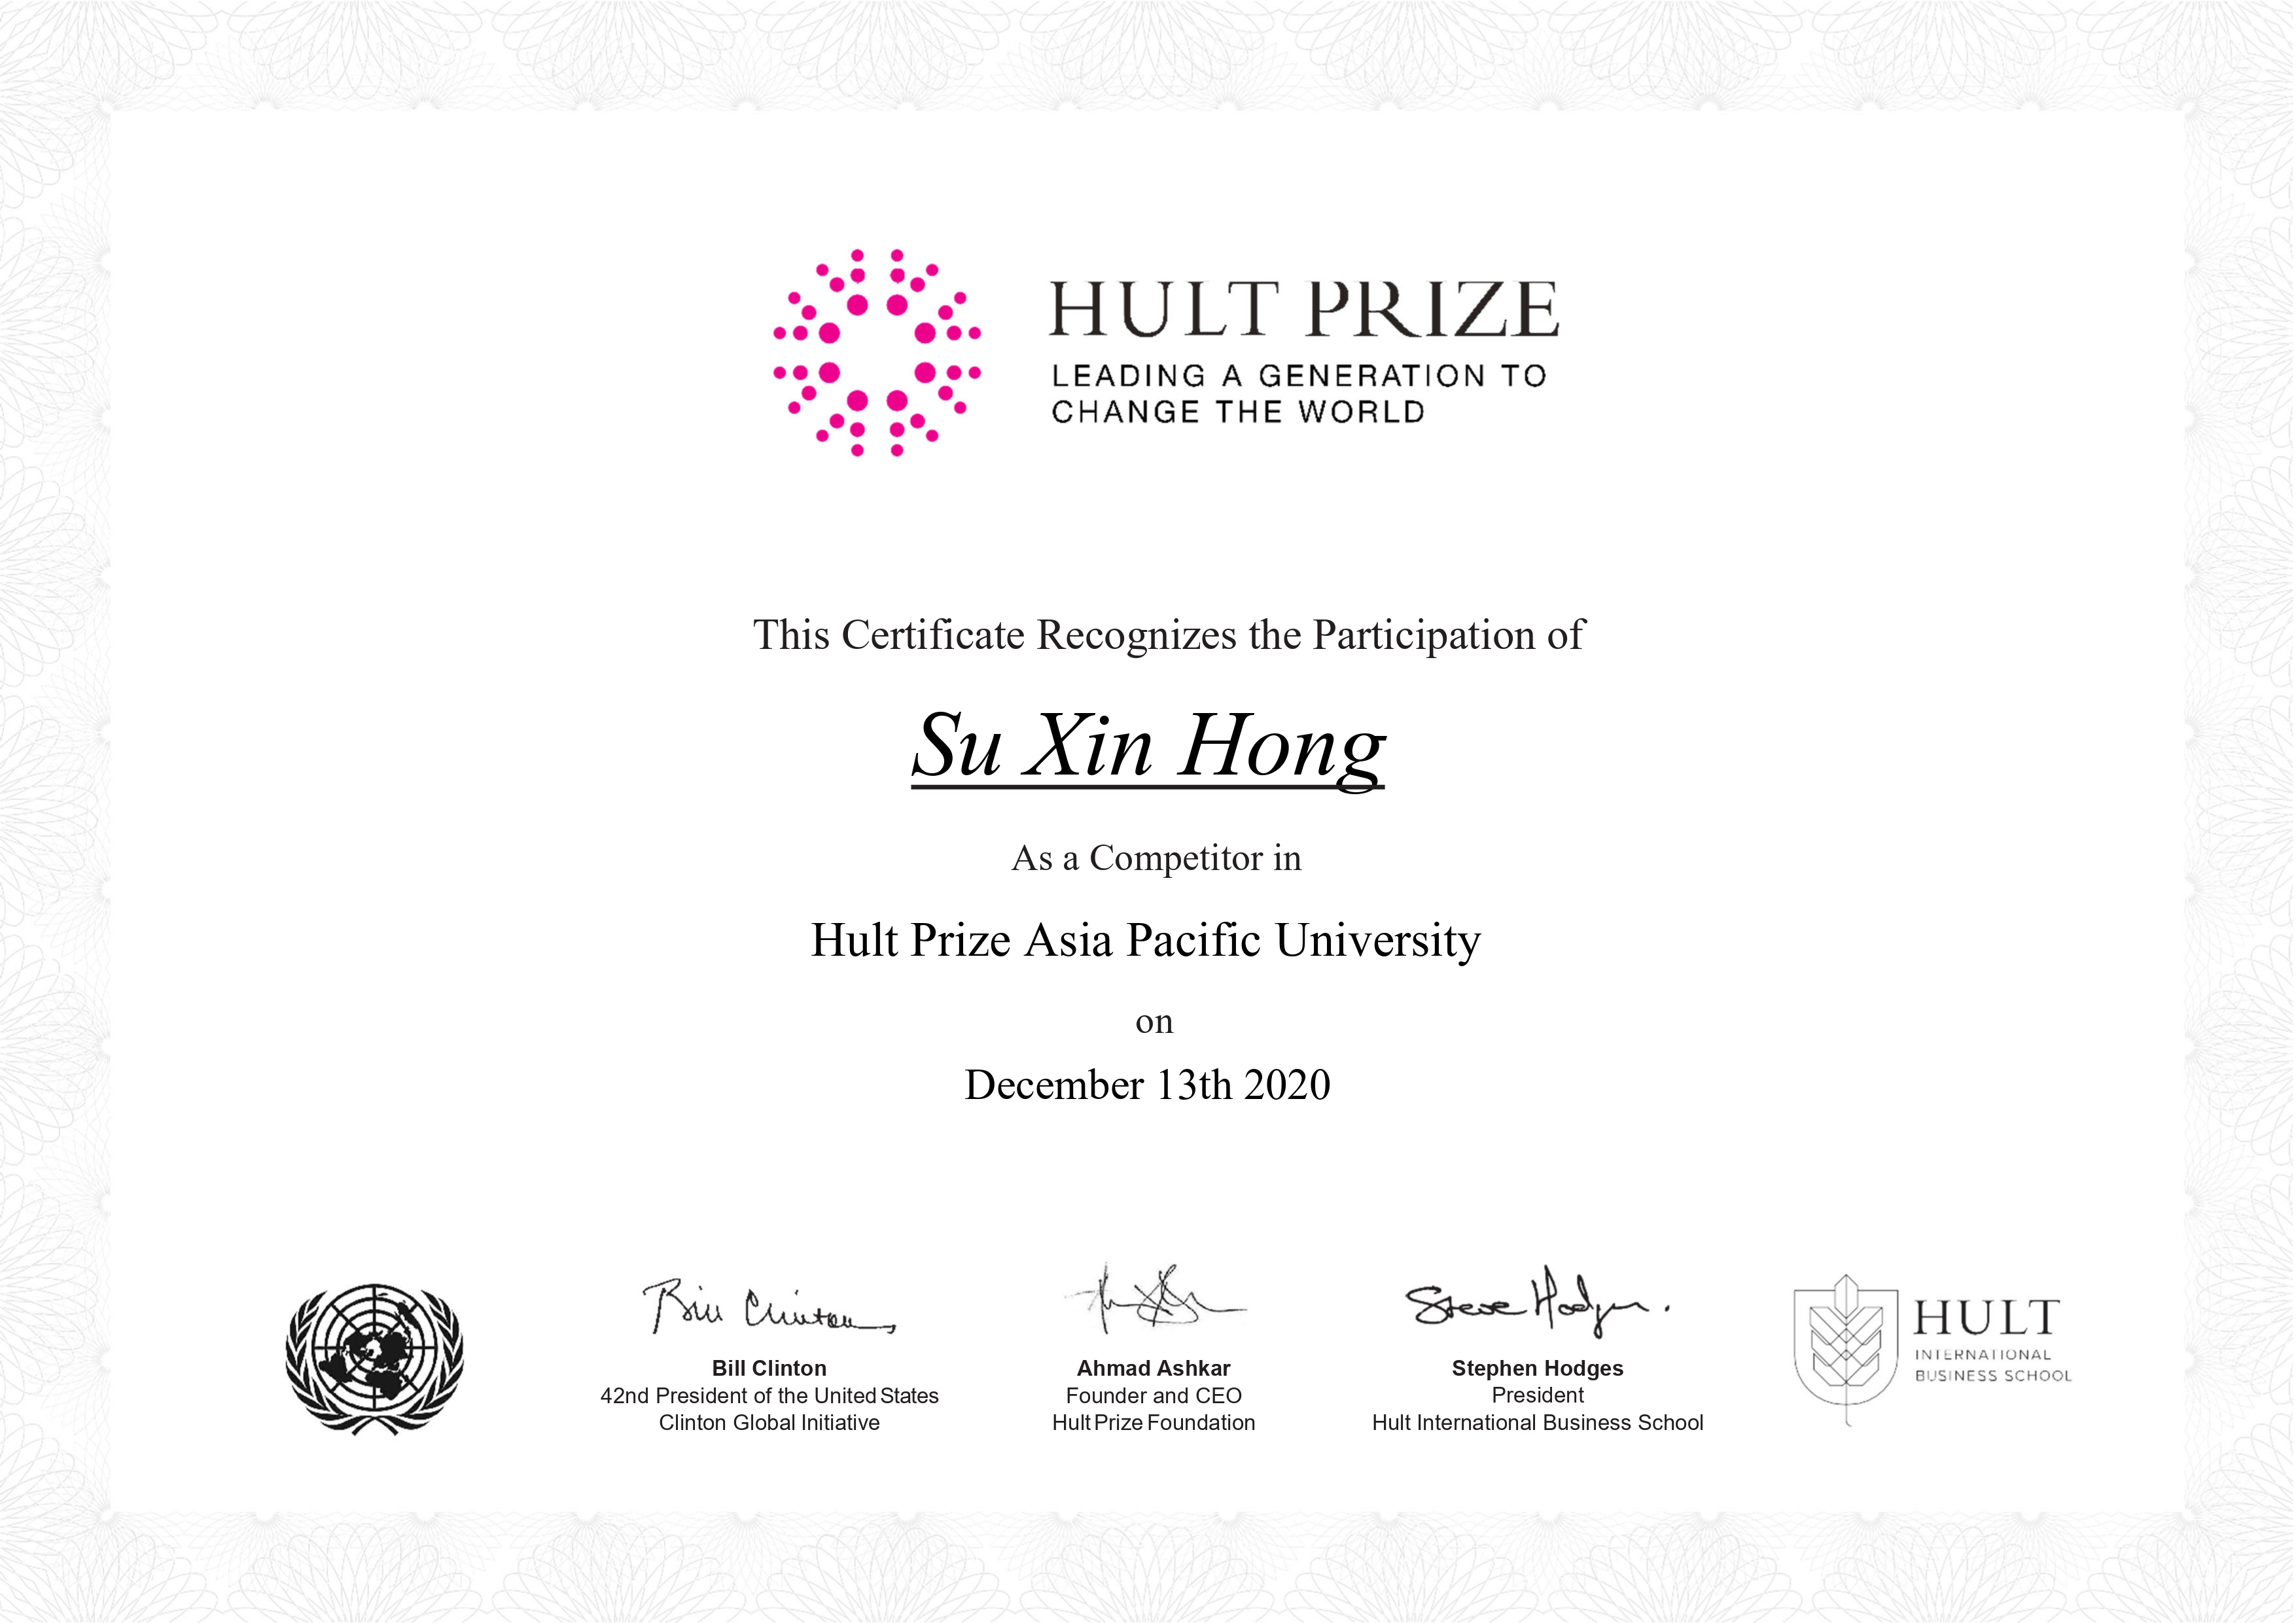 HULT PRIZE
LEADING A GENERATION TO
CHANGE THE WORLD
This Certificate Recognizes the Participation of
Su Xin Hong
As a Competitor in
Hult Prize Asia Pacific University
on
December 13th 2020
Bill Clinton
Bill Clinton
42nd President of the United States
Clinton Global Initiative
Ahmad Ashkar
Founder and CEO
Hult Prize Foundation
Steve Hodges.
Stephen Hodges
President
Hult International Business School
HULT
INTERNATIONAL
BUSINESS SCHOOL